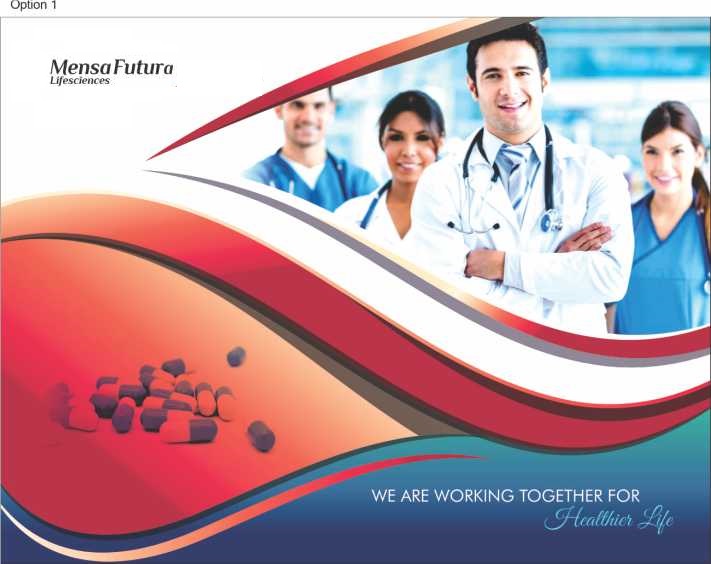 Option 1
MensaFutura
Lifesciences
WE ARE WORKING TOGETHER FOR
Healthier Life